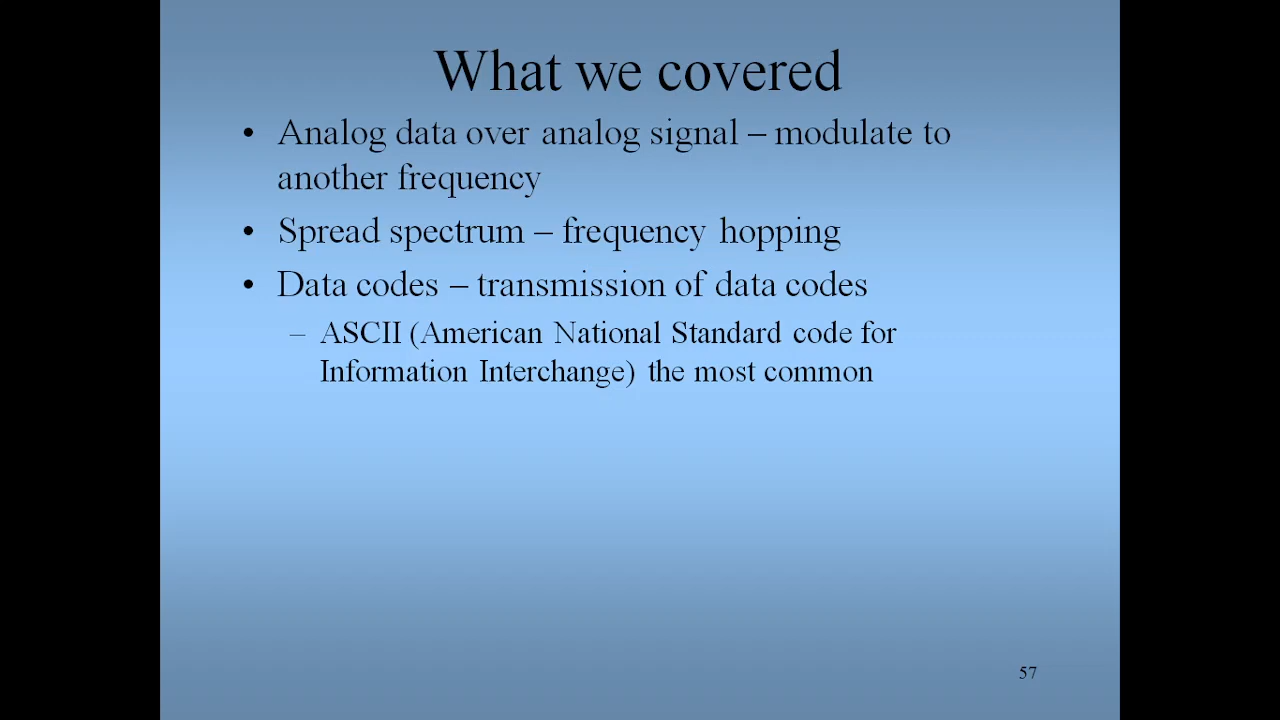 What we covered
• Analog data over analog signal – modulate to
another frequency
• Spread spectrum – frequency hopping
• Data codes – transmission of data codes
– ASCII (American National Standard code for
Information Interchange) the most common
57